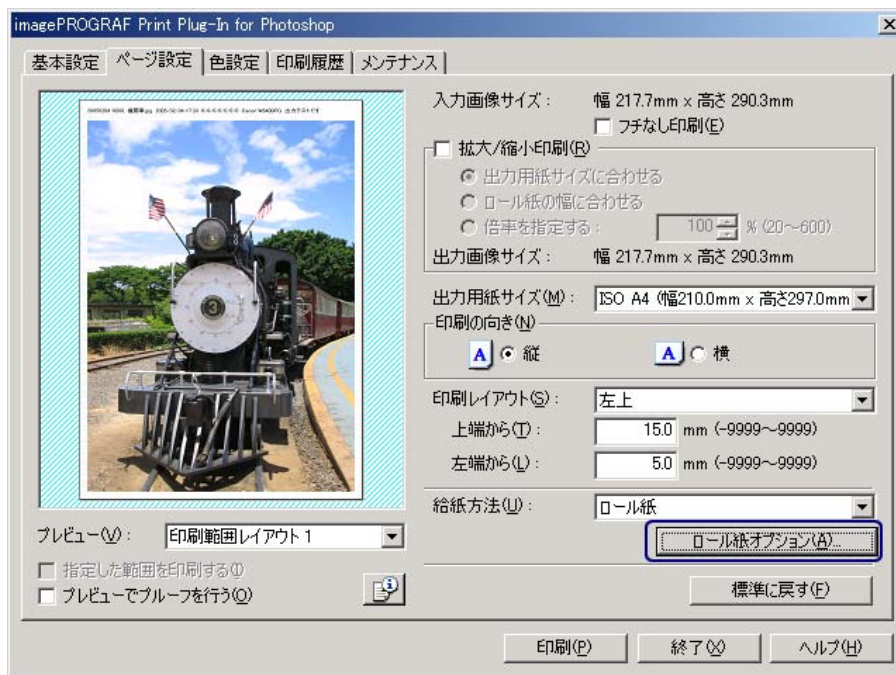 imagePROGRAF Print Plug-In for Photoshop
基本設定 ページ設定 色設定 印刷履歴 メンテナンス
入力画像サイズ： 幅 217.7mm x 高さ 290.3mm
フチなし印刷(E)
拡大/縮小印刷(R)
出力用紙サイズに合わせる
ロール紙の幅に合わせる
倍率を指定する： 100 % (20～600)
出力画像サイズ： 幅 217.7mm x 高さ 290.3mm
出力用紙サイズ(M)： ISO A4 (幅210.0mm x 高さ297.0mm
印刷の向き(N)
A 縦 A 横
印刷レイアウト(S)： 左上
上端から(T)： 15.0 mm (-9999～9999)
左端から(L)： 5.0 mm (-9999～9999)
給紙方法(U)： ロール紙
ロール紙オプション(A)...
プレビュー(V)： 印刷範囲レイアウト 1
指定した範囲を印刷する(I)
プレビューでプルーフを行う(O)
標準に戻す(F)
印刷(P) 終了(X) ヘルプ(H)
3